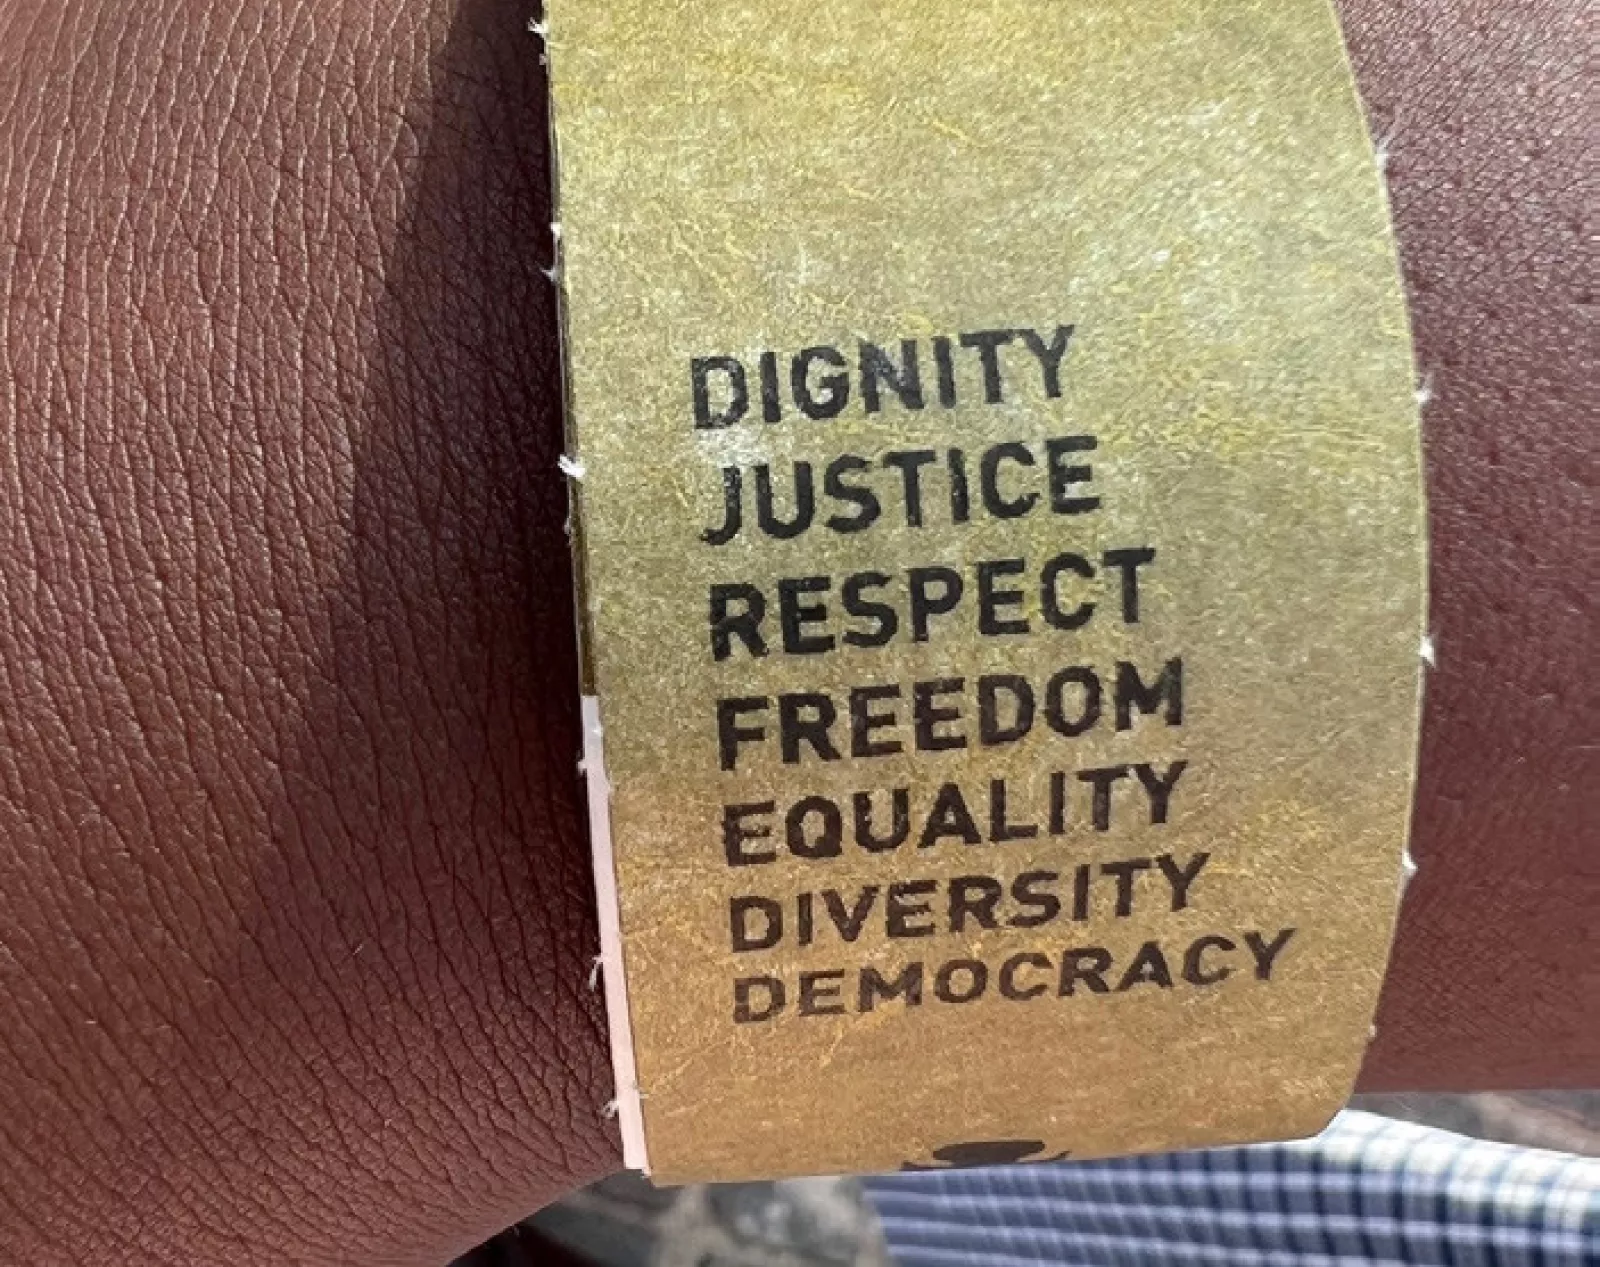 DIGNITY
JUSTICE
RESPECT
FREEDOM
EQUALITY
DIVERSITY
DEMOCRACY